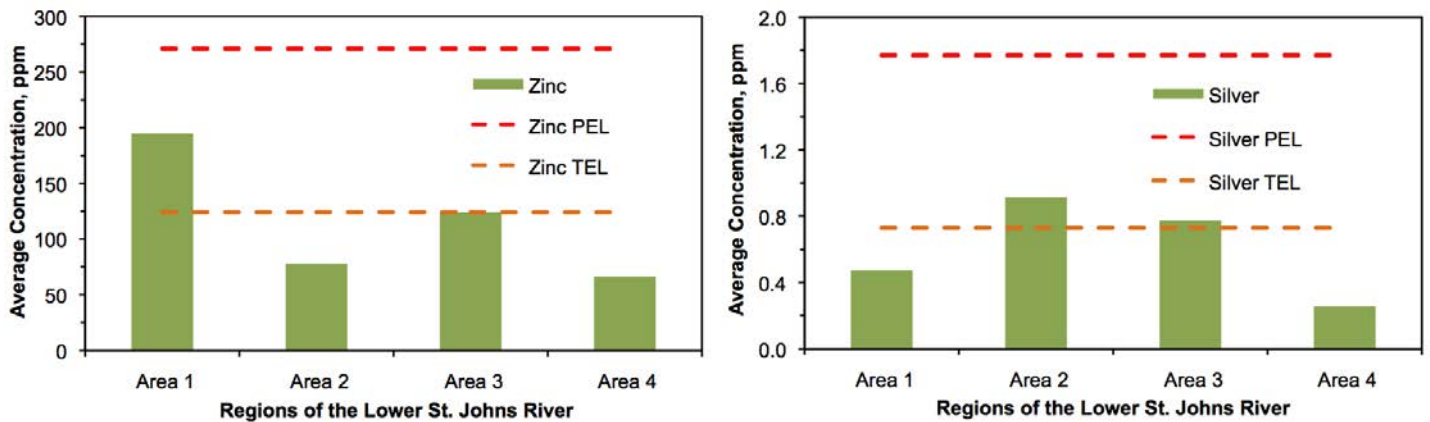 300
250
200
150
100
50
0
Average Concentration, ppm
Zinc
Zinc PEL
Zinc TEL
Area 1
Area 2
Area 3
Area 4
Regions of the Lower St. Johns River
2.0
1.6
1.2
0.8
0.4
0.0
Average Concentration, ppm
Silver
Silver PEL
Silver TEL
Area 1
Area 2
Area 3
Area 4
Regions of the Lower St. Johns River